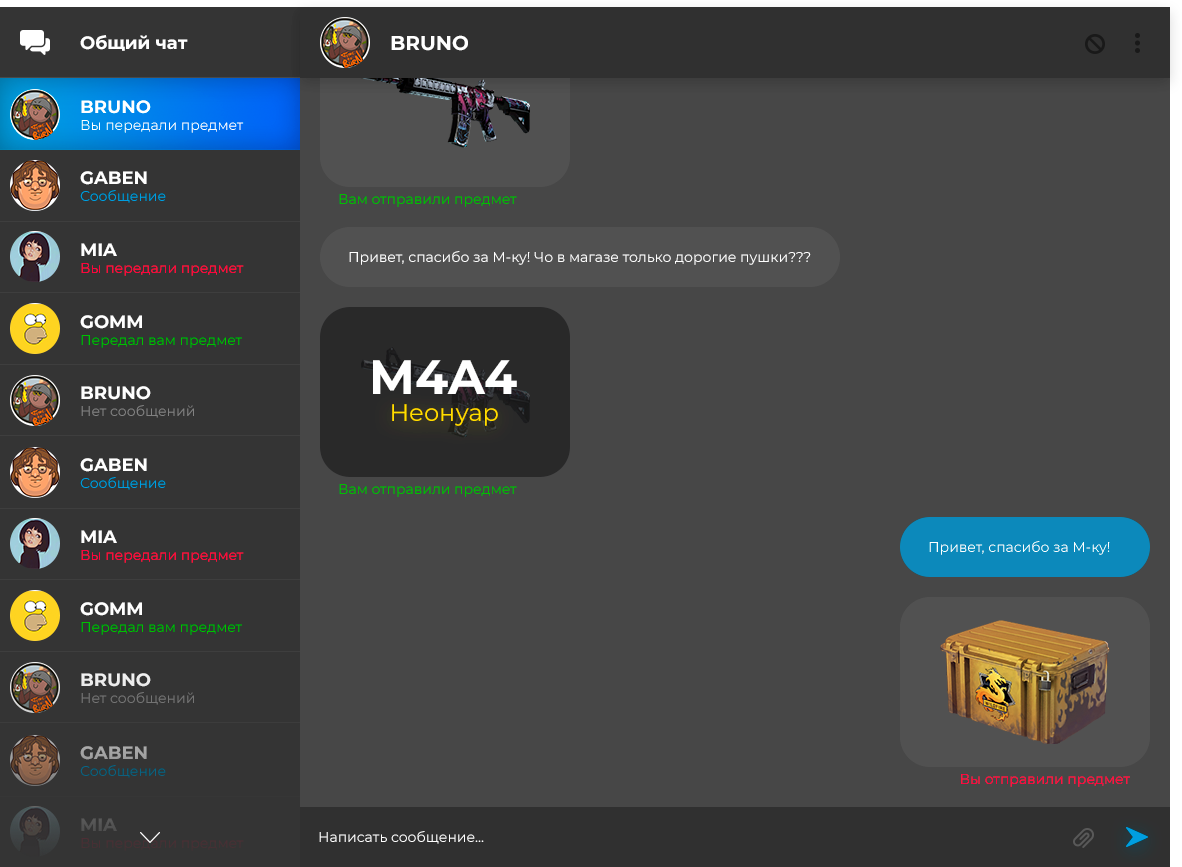 Общий чат
BRUNO
Вы передали предмет
GABEN
Сообщение
MIA
Вы передали предмет
GOMM
Передал вам предмет
BRUNO
Нет сообщений
GABEN
Сообщение
MIA
Вы передали предмет
GOMM
Передал вам предмет
BRUNO
Нет сообщений
GABEN
Сообщение
MIA
Вы передали предмет
BRUNO
Вам отправили предмет
Привет, спасибо за М-ку! Чо в магазе только дорогие пушки???
M4A4
Неонуар
Вам отправили предмет
Привет, спасибо за М-ку!
Вы отправили предмет
Написать сообщение...